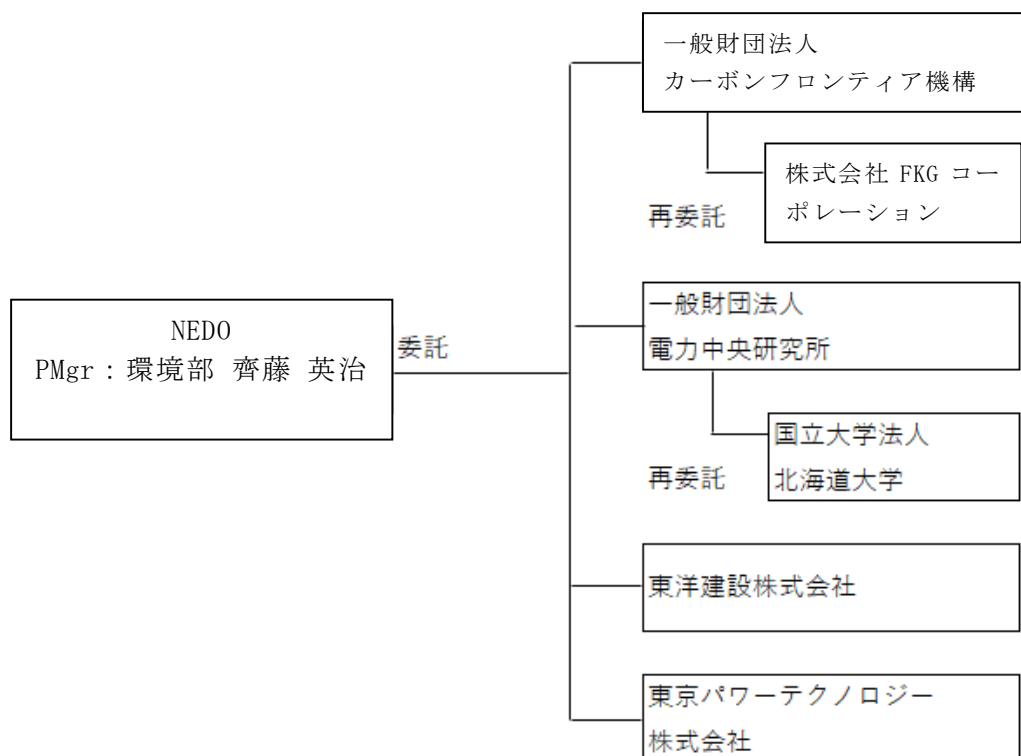 一般財団法人
カーボンフロンティア機構
株式会社 FKG コー
ポレーション
再委託
NEDO
PMgr：環境部 齊藤 英治
委託
一般財団法人
電力中央研究所
国立大学法人
北海道大学
再委託
東洋建設株式会社
東京パワーテクノロジー
株式会社